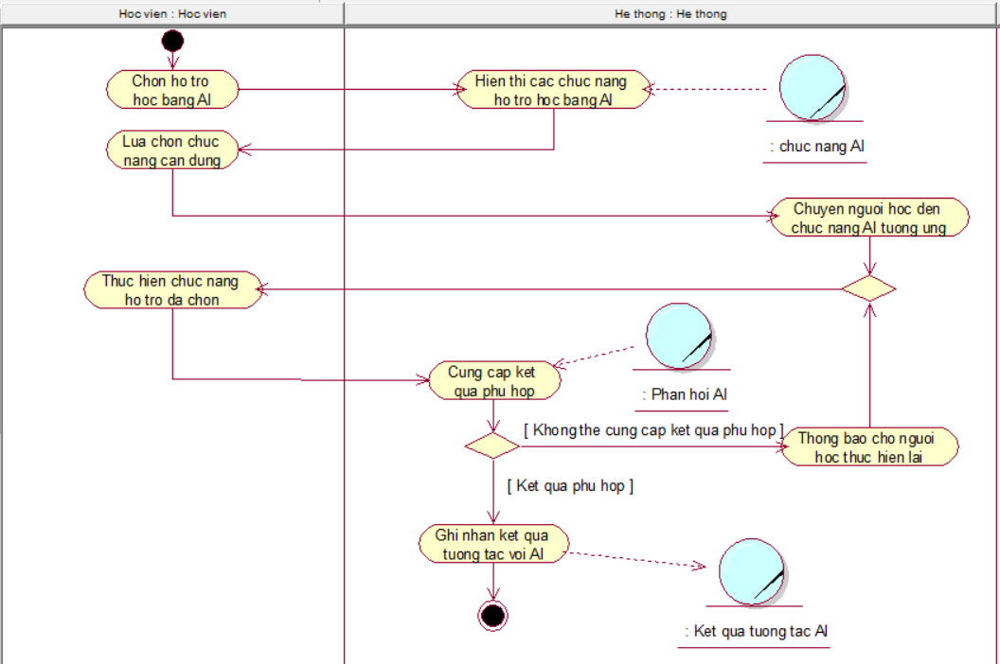 Hoc vien : Hoc vien
He thong : He thong
Chon ho tro
hoc bang AI
Hien thi cac chuc nang
ho tro hoc bang AI
: chuc nang AI
Lua chon chuc
nang can dung
Chuyen nguoi hoc den
chuc nang AI tuong ung
Thuc hien chuc nang
ho tro da chon
Cung cap ket
qua phu hop
: Phan hoi AI
[ Khong the cung cap ket qua phu hop ]
Thong bao cho nguoi
hoc thuc hien lai
[ Ket qua phu hop ]
Ghi nhan ket qua
tuong tac voi AI
: Ket qua tuong tac AI